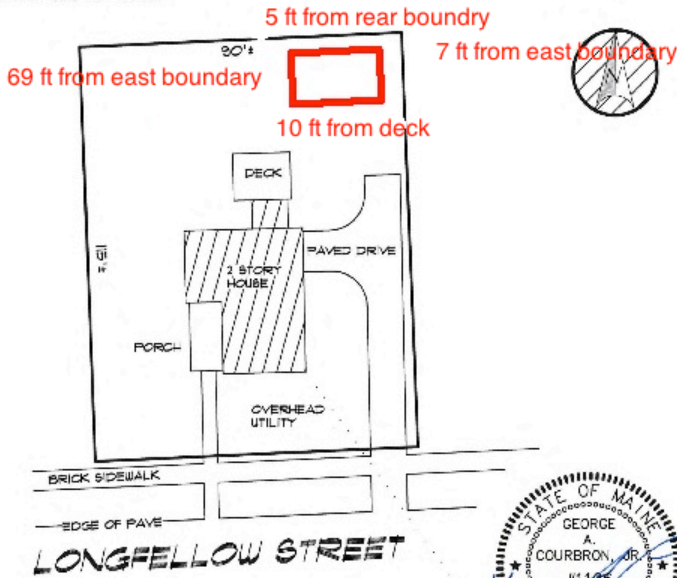 5 ft from rear boundry
90'±
7 ft from east boundary
69 ft from east boundary
10 ft from deck
DECK
PAVED DRIVE
2 STORY
HOUSE
PORCH
OVERHEAD
UTILITY
BRICK SIDEWALK
EDGE OF PAVE
LONGFELLOW STREET
STATE OF MAINE
GEORGE
A.
COURBRON, JR.